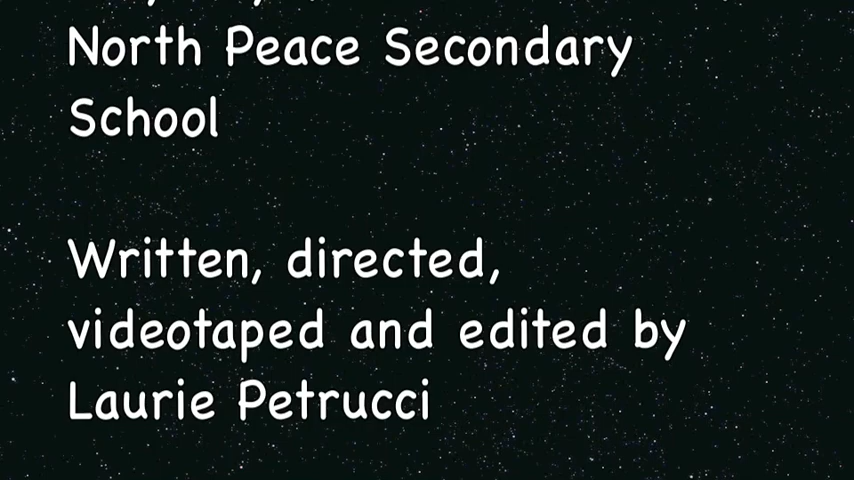 North Peace Secondary
School
Written, directed,
videotaped and edited by
Laurie Petrucci